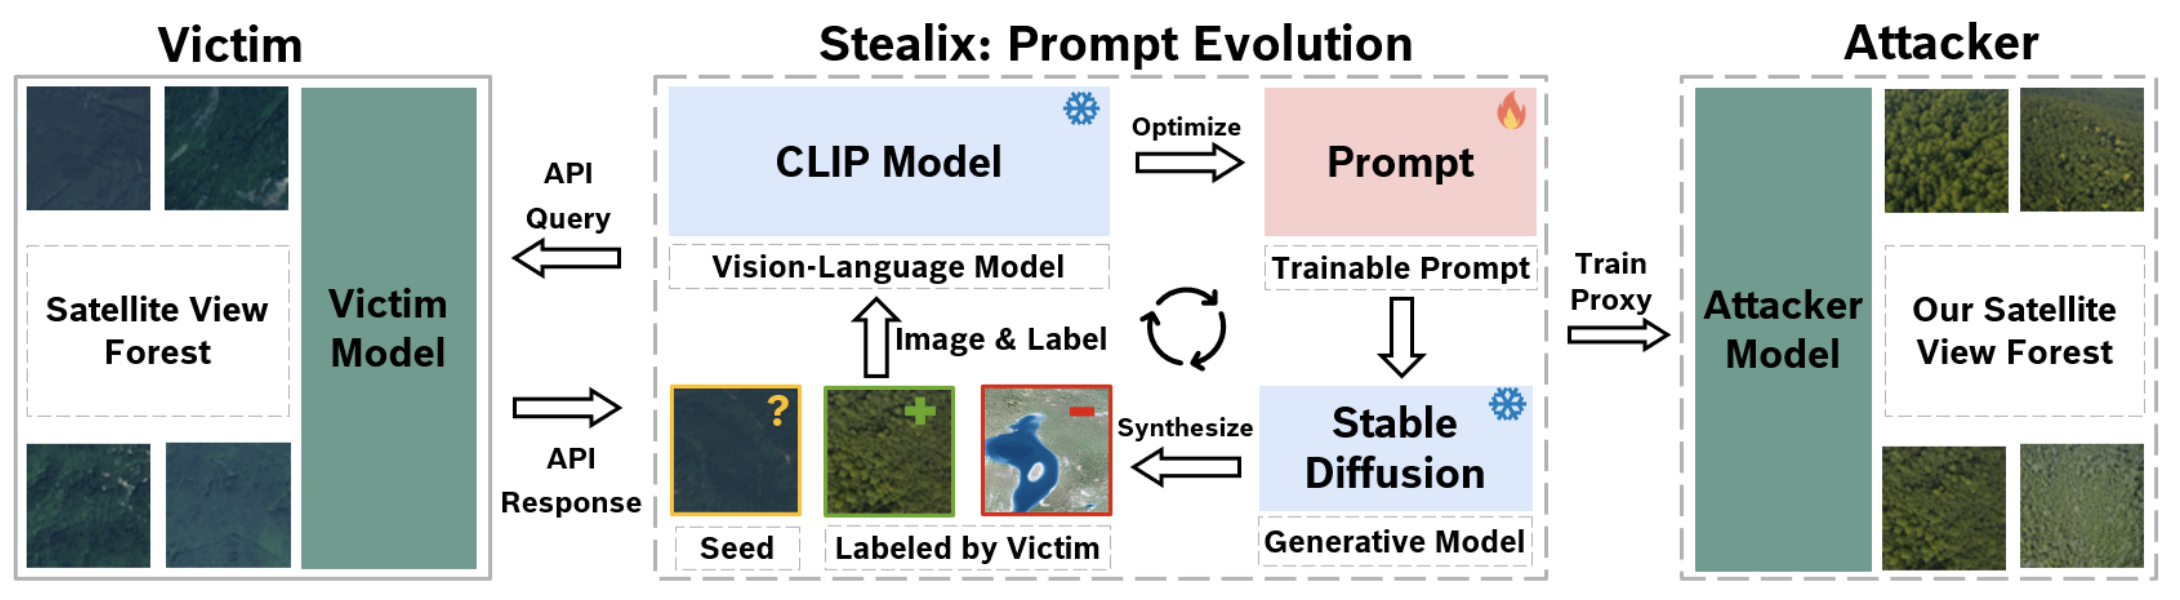 Victim
Stealix: Prompt Evolution
Attacker
Satellite View
Forest
Victim
Model
API
Query
API
Response
CLIP Model
Vision-Language Model
Optimize
Prompt
Trainable Prompt
Image & Label
?
+
-
Seed
Labeled by Victim
Synthesize
Stable
Diffusion
Generative Model
Train
Proxy
Attacker
Model
Our Satellite
View Forest